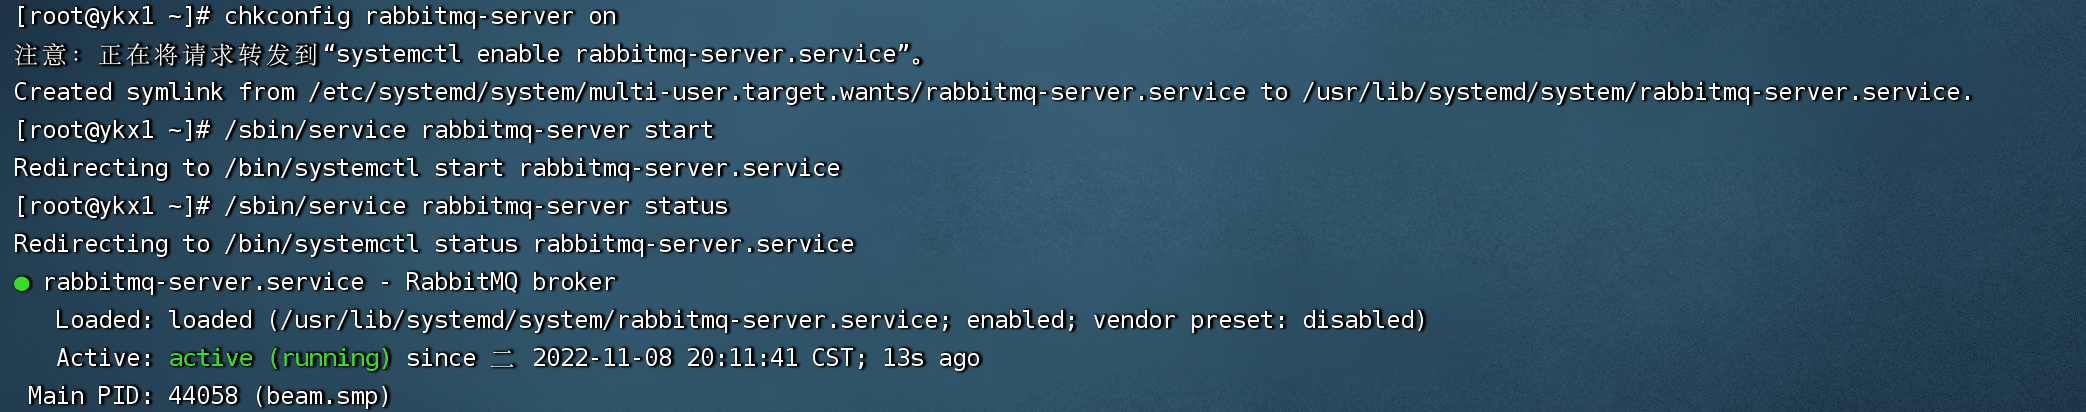 [root@ykx1 ~]# chkconfig rabbitmq-server on
注意：正在将请求转发到“systemctl enable rabbitmq-server.service”。
Created symlink from /etc/systemd/system/multi-user.target.wants/rabbitmq-server.service to /usr/lib/systemd/system/rabbitmq-server.service.
[root@ykx1 ~]# /sbin/service rabbitmq-server start
Redirecting to /bin/systemctl start rabbitmq-server.service
[root@ykx1 ~]# /sbin/service rabbitmq-server status
Redirecting to /bin/systemctl status rabbitmq-server.service
● rabbitmq-server.service - RabbitMQ broker
   Loaded: loaded (/usr/lib/systemd/system/rabbitmq-server.service; enabled; vendor preset: disabled)
   Active: active (running) since 二 2022-11-08 20:11:41 CST; 13s ago
 Main PID: 44058 (beam.smp)